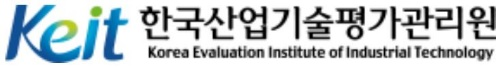 Keit 한국산업기술평가관리원
Korea Evaluation Institute of Industrial Technology